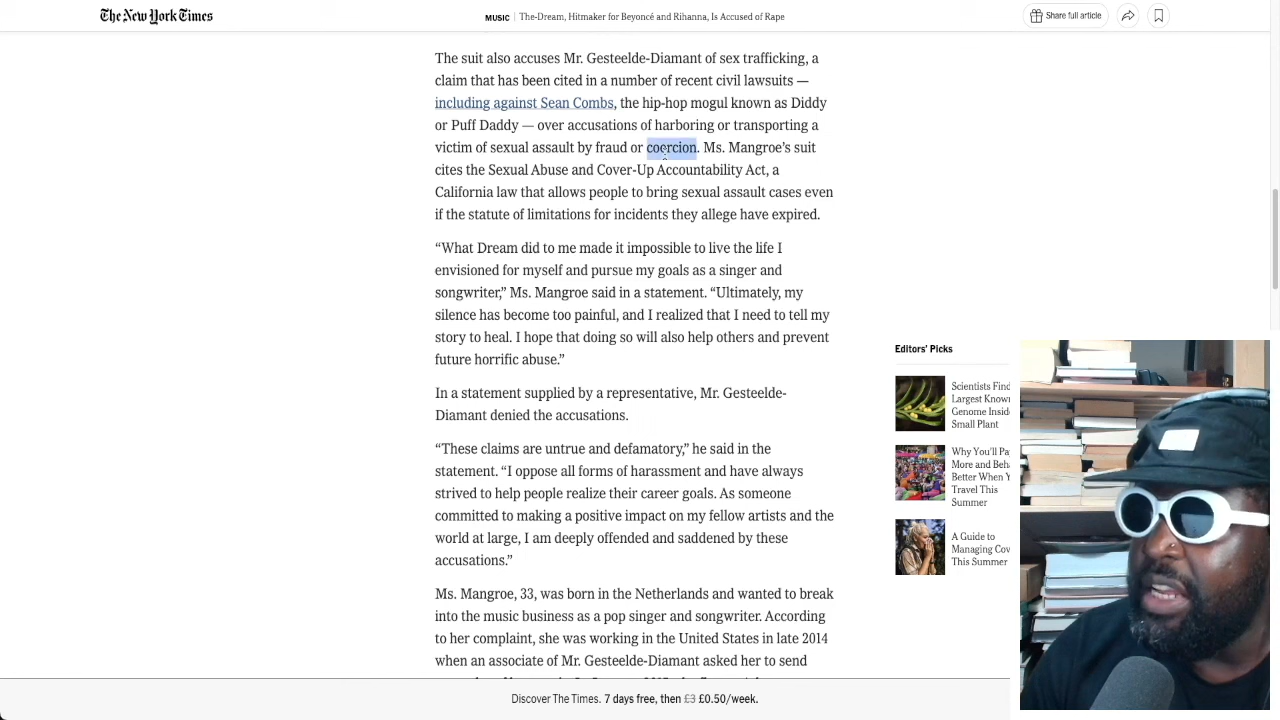 The New York Times
MUSIC | The-Dream, Hitmaker for Beyoncé and Rihanna, Is Accused of Rape
Share full article
The suit also accuses Mr. Gesteelde-Diamant of sex trafficking, a
claim that has been cited in a number of recent civil lawsuits —
including against Sean Combs, the hip-hop mogul known as Diddy
or Puff Daddy — over accusations of harboring or transporting a
victim of sexual assault by fraud or coercion. Ms. Mangroe’s suit
cites the Sexual Abuse and Cover-Up Accountability Act, a
California law that allows people to bring sexual assault cases even
if the statute of limitations for incidents they allege have expired.
“What Dream did to me made it impossible to live the life I
envisioned for myself and pursue my goals as a singer and
songwriter,” Ms. Mangroe said in a statement. “Ultimately, my
silence has become too painful, and I realized that I need to tell my
story to heal. I hope that doing so will also help others and prevent
future horrific abuse.”
In a statement supplied by a representative, Mr. Gesteelde-
Diamant denied the accusations.
“These claims are untrue and defamatory,” he said in the
statement. “I oppose all forms of harassment and have always
strived to help people realize their career goals. As someone
committed to making a positive impact on my fellow artists and the
world at large, I am deeply offended and saddened by these
accusations.”
Ms. Mangroe, 33, was born in the Netherlands and wanted to break
into the music business as a pop singer and songwriter. According
to her complaint, she was working in the United States in late 2014
when an associate of Mr. Gesteelde-Diamant asked her to send
Editors’ Picks
Scientists Find
Largest Known
Genome Inside
Small Plant
Why You’ll Pa
More and Beh
Better When Y
Travel This
Summer
A Guide to
Managing Cov
This Summer
Discover The Times. 7 days free, then £3 £0.50/week.